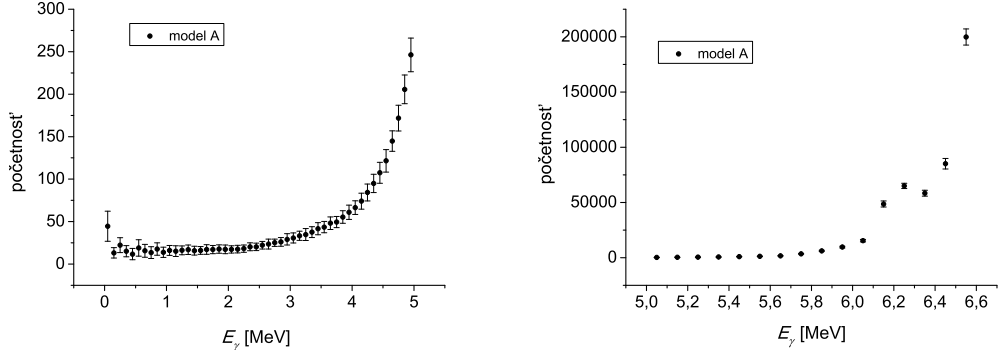 300
250
200
150
100
50
0
početnosť
model A
0 1 2 3 4 5
Eγ [MeV]
200000
150000
100000
50000
0
početnosť
model A
5,0 5,2 5,4 5,6 5,8 6,0 6,2 6,4 6,6
Eγ [MeV]